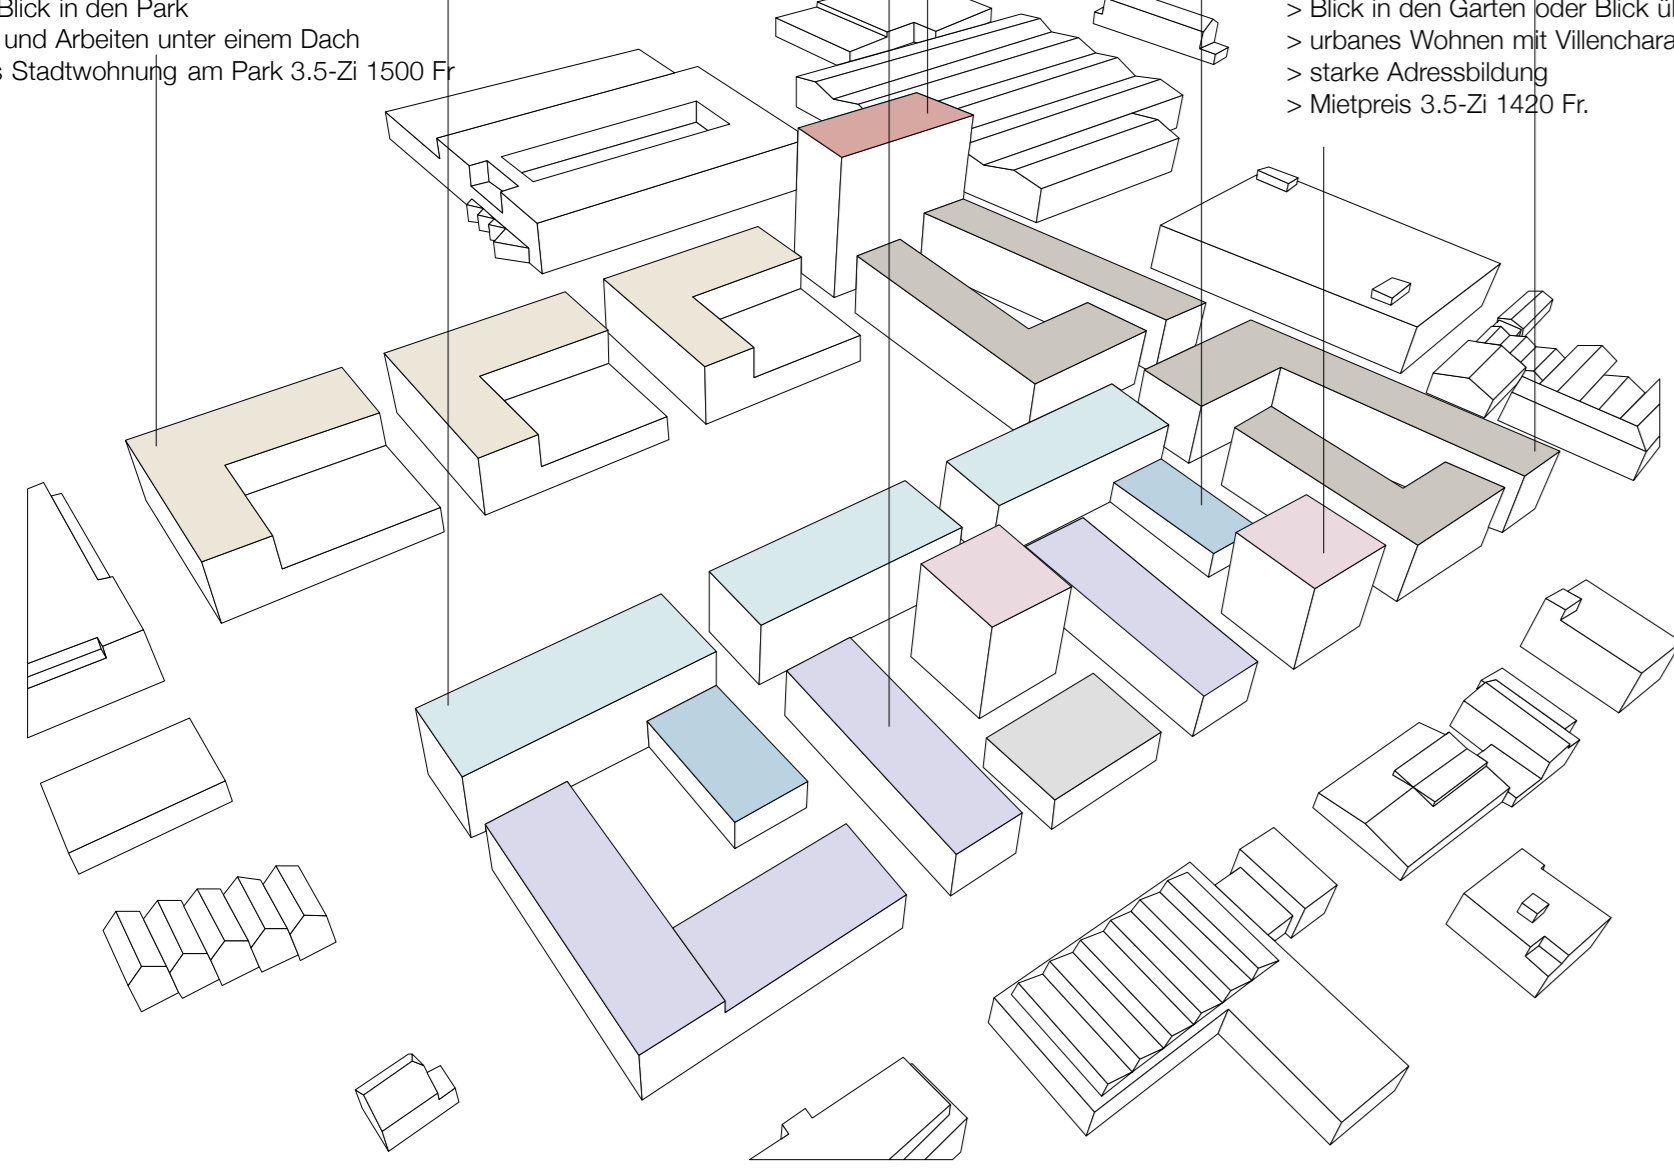 Blick in den Park
und Arbeiten unter einem Dach
Stadtwohnung am Park 3.5-Zi 1500 Fr
> Blick in den Garten oder Blick
> urbanes Wohnen mit
> starke Adressbildung
> Mietpreis 3.5-Zi 1420 Fr.